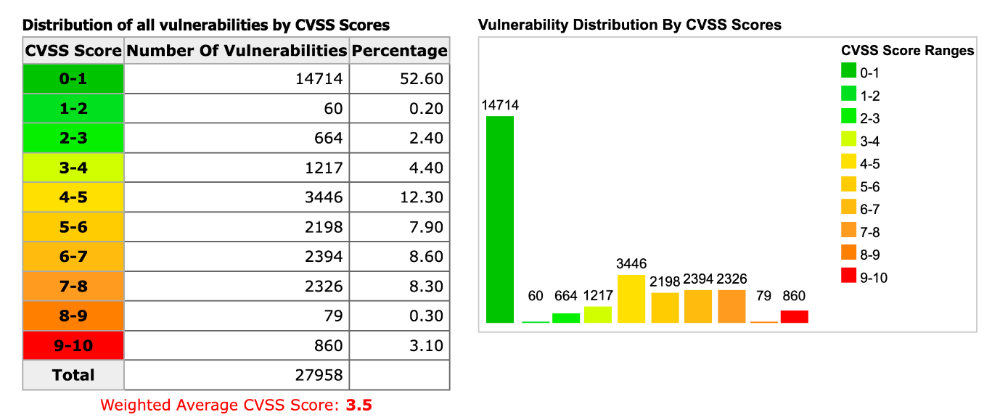 Distribution of all vulnerabilities by CVSS Scores
CVSS Score Number Of Vulnerabilities Percentage
0-1 14714 52.60
1-2 60 0.20
2-3 664 2.40
3-4 1217 4.40
4-5 3446 12.30
5-6 2198 7.90
6-7 2394 8.60
7-8 2326 8.30
8-9 79 0.30
9-10 860 3.10
Total 27958
Weighted Average CVSS Score: 3.5
Vulnerability Distribution By CVSS Scores
14714
60
664
1217
3446
2198
2394
2326
79
860
CVSS Score Ranges
0-1
1-2
2-3
3-4
4-5
5-6
6-7
7-8
8-9
9-10